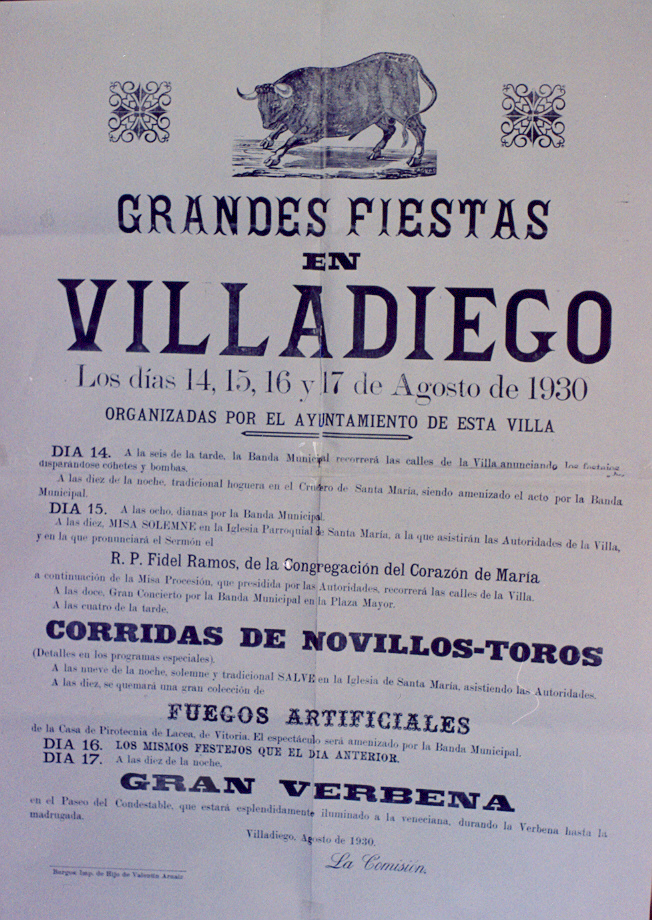 GRANDES FIESTAS
EN
VILLADIEGO
Los días 14, 15, 16 y 17 de Agosto de 1930
ORGANIZADAS POR EL AYUNTAMIENTO DE ESTA VILLA
DIA 14. A la seis de la tarde, la Banda Municipal recorrerá las calles de la Villa anunciando los festejos
disparándose cohetes y bombas.
A las diez de la noche, tradicional hoguera en el Crucero de Santa María, siendo amenizado el acto por la Banda
Municipal.
DIA 15. A las ocho, dianas por la Banda Municipal.
A las diez, MISA SOLEMNE en la Iglesia Parroquial de Santa María, a la que asistirán las Autoridades de la Villa,
y en la que pronunciará el Sermón el
R. P. Fidel Ramos, de la Congregación del Corazón de María
a continuación de la Misa Procesión, que presidida por las Autoridades, recorrerá las calles de la Villa.
A las doce, Gran Concierto por la Banda Municipal en la Plaza Mayor.
A las cuatro de la tarde,
CORRIDAS DE NOVILLOS-TOROS
(Detalles en los programas especiales).
A las nueve de la noche, solemne y tradicional SALVE en la Iglesia de Santa María, asistiendo las Autoridades.
A las diez, se quemará una gran colección de
FUEGOS ARTIFICIALES
de la Casa de Pirotecnia de Lacea, de Vitoria. El espectáculo será amenizado por la Banda Municipal.
DIA 16. LOS MISMOS FESTEJOS QUE EL DIA ANTERIOR.
DIA 17. A las diez de la noche,
GRAN VERBENA
en el Paseo del Condestable, que estará esplendidamente iluminado a la veneciana, durando la Verbena hasta la
madrugada.
Villadiego, Agosto de 1930.
La Comisión.
Burgos: Imp. de Hijo de Valentin Arnaiz